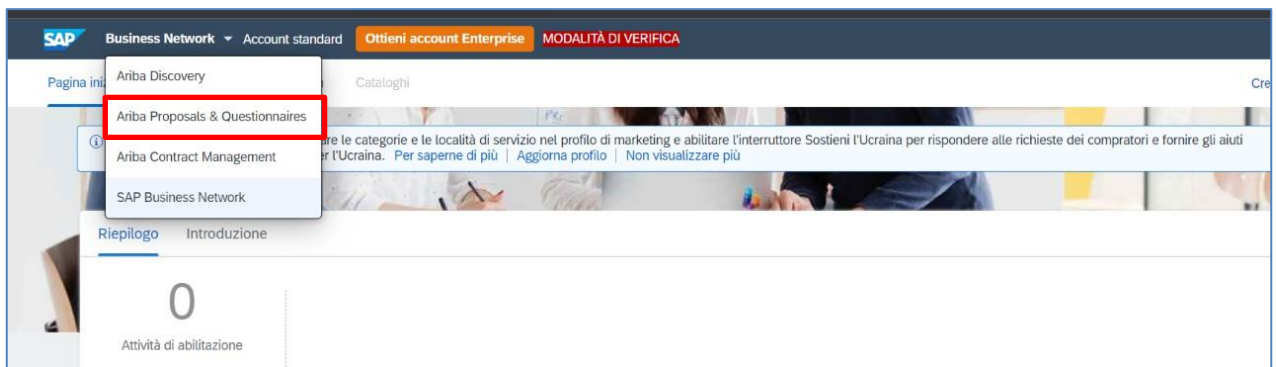 SAP Business Network Account standard Ottieni account Enterprise MODALITÀ DI VERIFICA
Pagina ini Cataloghi Cre
Ariba Discovery
Ariba Proposals & Questionnaires
Ariba Contract Management
SAP Business Network
re le categorie e le località di servizio nel profilo di marketing e abilitare l'interruttore Sostieni l'Ucraina per rispondere alle richieste dei compratori e fornire gli aiuti
r l'Ucraina. Per saperne di più | Aggiorna profilo | Non visualizzare più
Riepilogo Introduzione
0
Attività di abilitazione